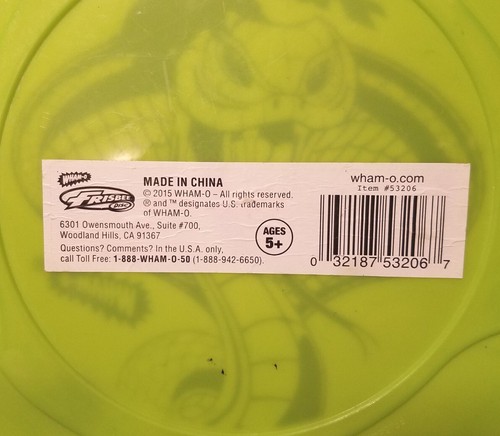 WHAM-O
FRISBEE
Disc
MADE IN CHINA
© 2015 WHAM-O – All rights reserved.
® and ™ designates U.S. trademarks
of WHAM-O.
6301 Owensmouth Ave., Suite #700,
Woodland Hills, CA 91367
Questions? Comments? In the U.S.A. only,
call Toll Free: 1-888-WHAM-O-50 (1-888-942-6650).
AGES
5+
wham-o.com
Item #53206
0 32187 53206 7